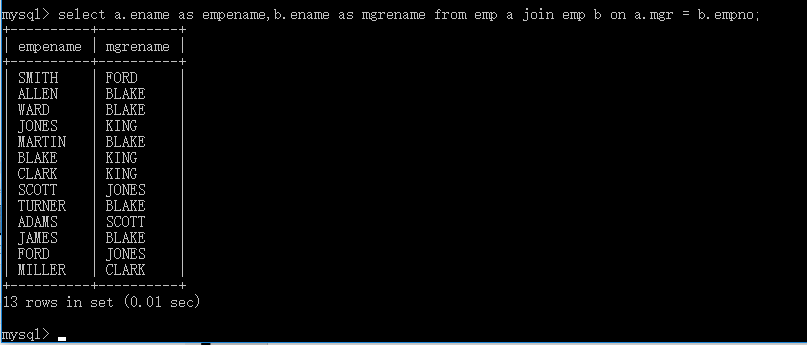 mysql> select a.ename as empename,b.ename as mgrename from emp a join emp b on a.mgr = b.empno;
+----------+----------+
| empename | mgrename |
+----------+----------+
| SMITH    | FORD     |
| ALLEN    | BLAKE    |
| WARD     | BLAKE    |
| JONES    | KING     |
| MARTIN   | BLAKE    |
| BLAKE    | KING     |
| CLARK    | KING     |
| SCOTT    | JONES    |
| TURNER   | BLAKE    |
| ADAMS    | SCOTT    |
| JAMES    | BLAKE    |
| FORD     | JONES    |
| MILLER   | CLARK    |
+----------+----------+
13 rows in set (0.01 sec)
mysql>